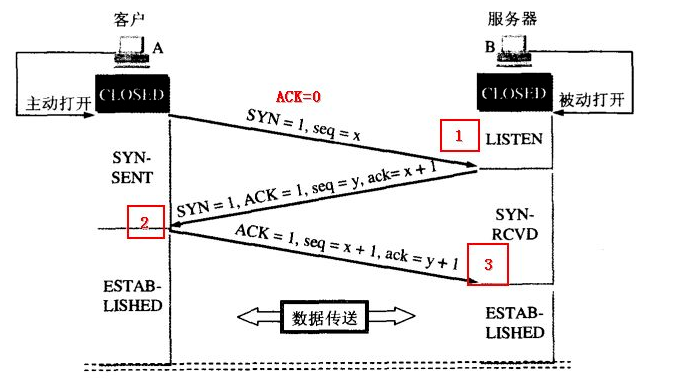 客户
服务器
A
B
CLOSED
CLOSED
主动打开
被动打开
ACK=0
SYN = 1, seq = x
1
LISTEN
SYN-
SENT
SYN = 1, ACK = 1, seq = y, ack= x + 1
2
SYN-
RCVD
ACK = 1, seq = x + 1, ack = y + 1
3
ESTAB-
LISHED
数据传送
ESTAB-
LISHED